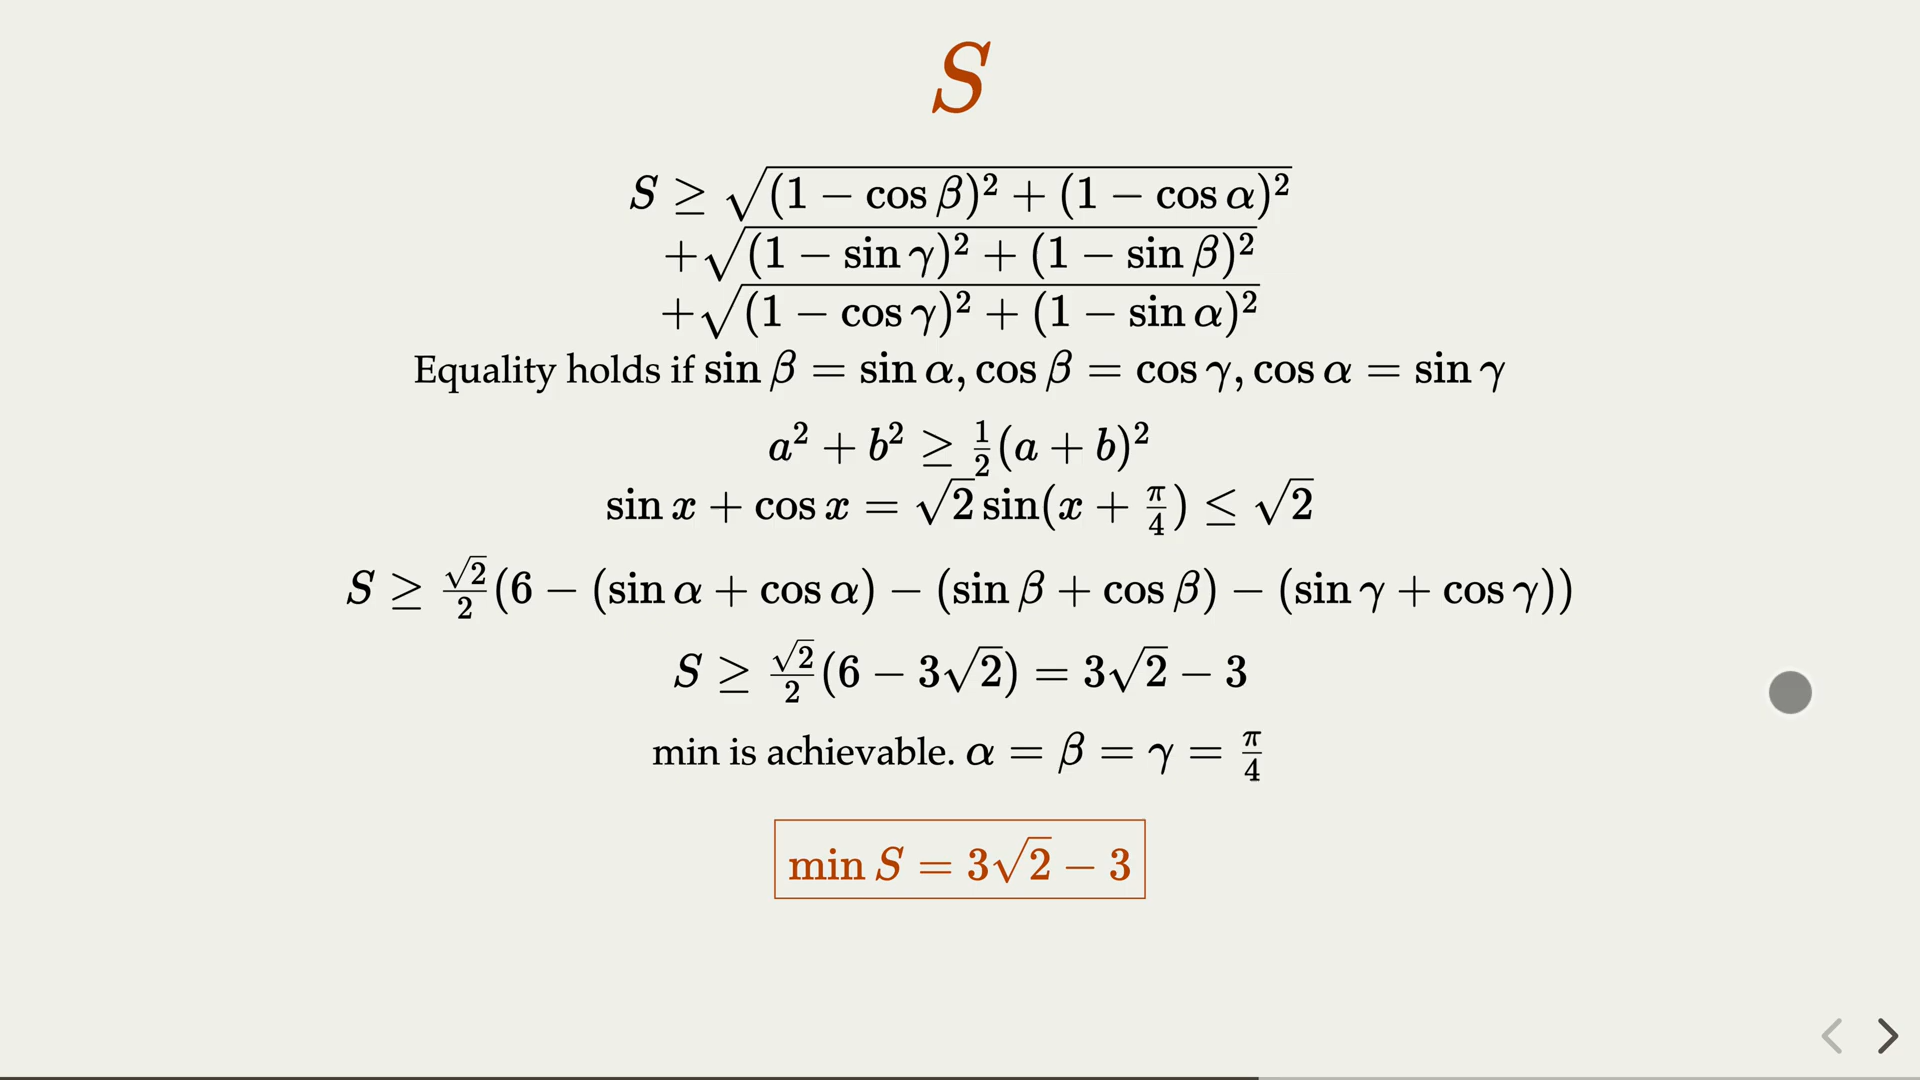 S
S ≥ √((1 − cos β)² + (1 − cos α)²)
+√((1 − sin γ)² + (1 − sin β)²)
+√((1 − cos γ)² + (1 − sin α)²)
Equality holds if sin β = sin α, cos β = cos γ, cos α = sin γ
a² + b² ≥ ½(a + b)²
sin x + cos x = √2 sin(x + π/4) ≤ √2
S ≥ √2/2(6 − (sin α + cos α) − (sin β + cos β) − (sin γ + cos γ))
S ≥ √2/2(6 − 3√2) = 3√2 − 3
min is achievable. α = β = γ = π/4
min S = 3√2 − 3